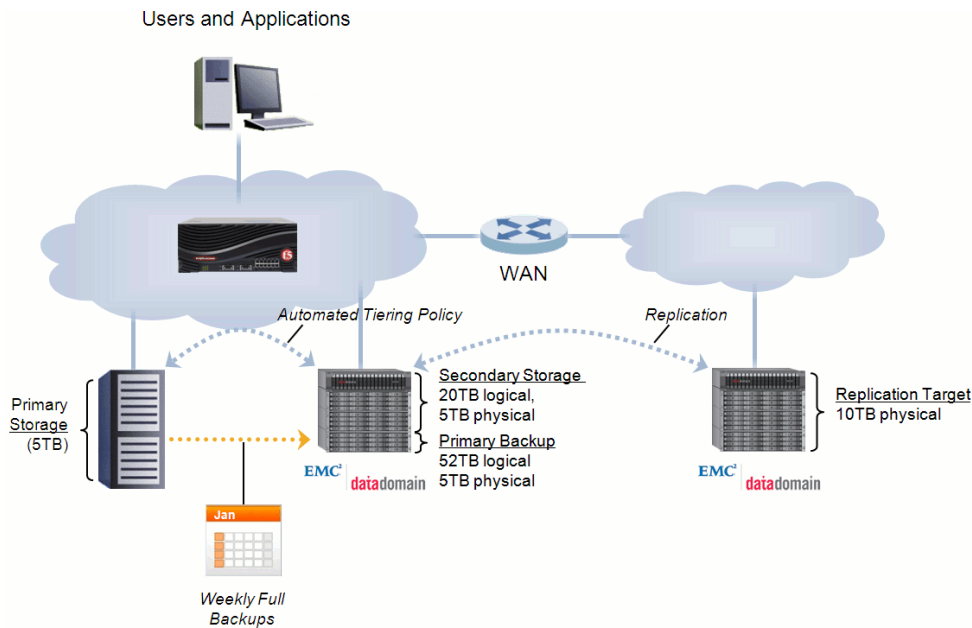 Users and Applications
f5
WAN
Automated Tiering Policy
Replication
Primary
Storage
(5TB)
Secondary Storage
20TB logical,
5TB physical
Primary Backup
52TB logical
5TB physical
Replication Target
10TB physical
EMC² datadomain
EMC² datadomain
Jan
Weekly Full
Backups